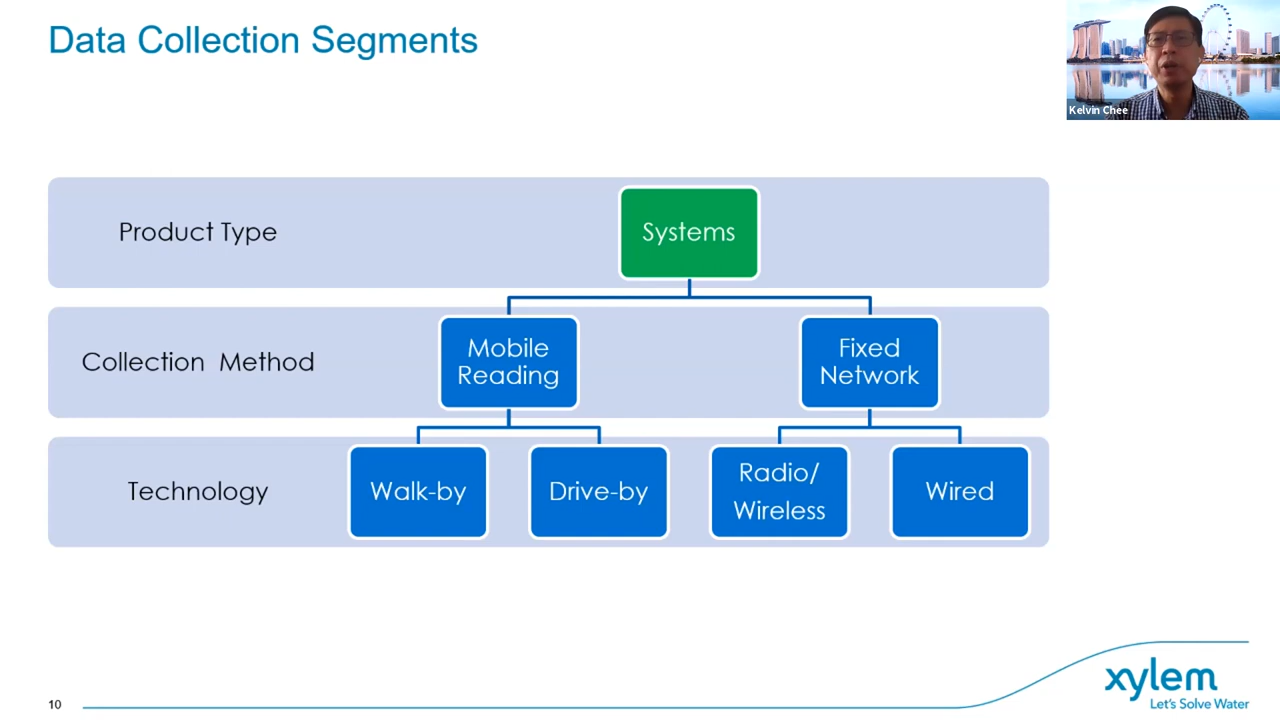 Data Collection Segments
Kelvin Chee
Product Type
Systems
Collection Method
Mobile
Reading
Fixed
Network
Technology
Walk-by
Drive-by
Radio/
Wireless
Wired
10
xylem
Let's Solve Water